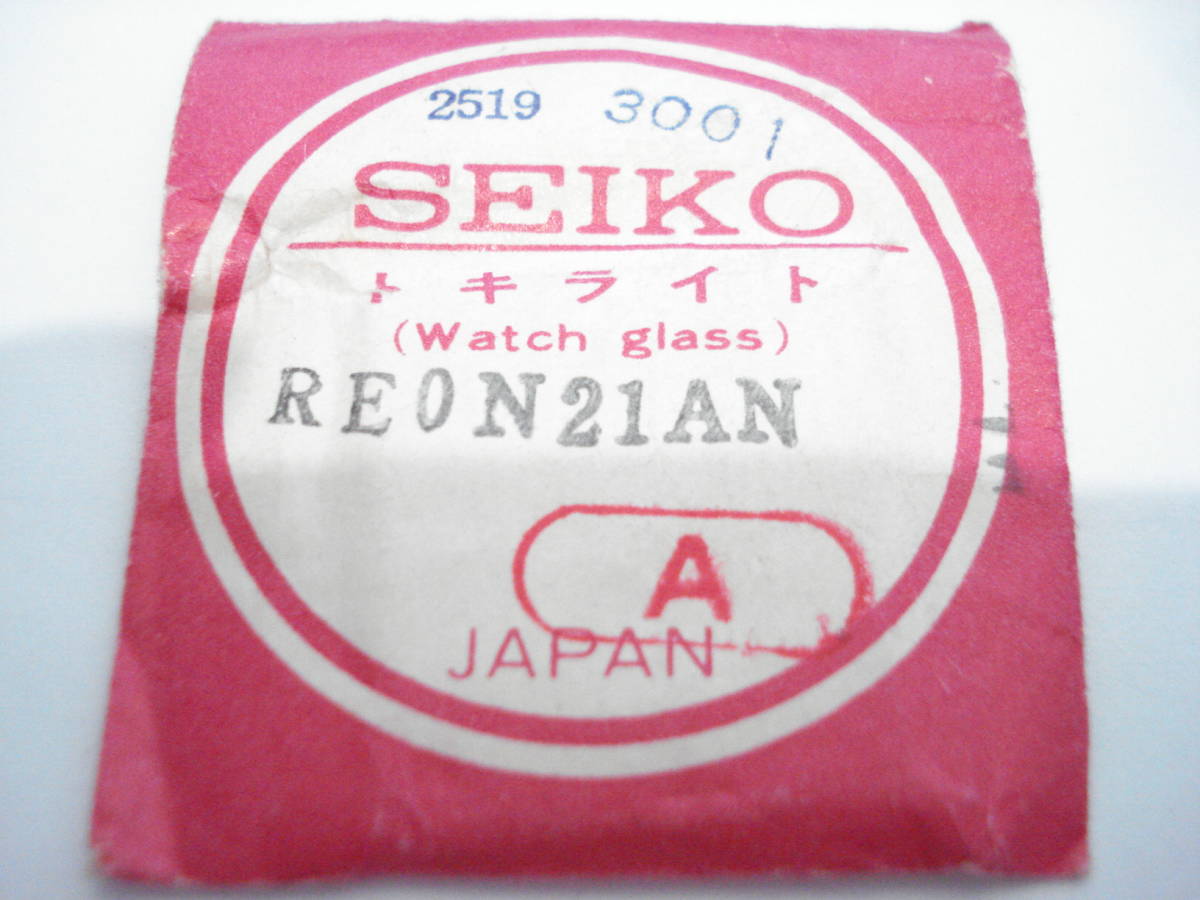 2519 3001
SEIKO
トキライト
(Watch glass)
RE0N21AN
A
JAPAN